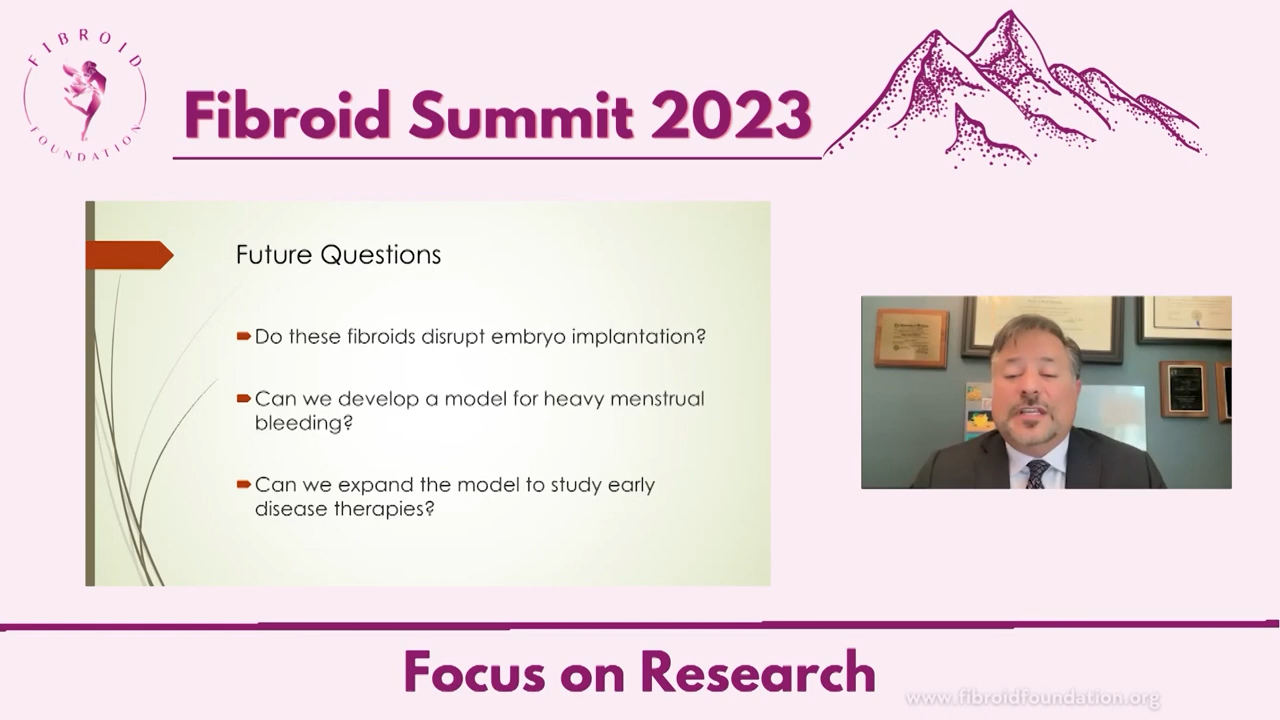 FIBROID
FOUNDATION
Fibroid Summit 2023
Future Questions
Do these fibroids disrupt embryo implantation?
Can we develop a model for heavy menstrual
bleeding?
Can we expand the model to study early
disease therapies?
Focus on Research
www.fibroidfoundation.org